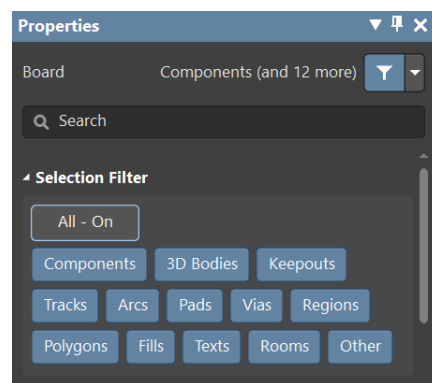 Properties
Board Components (and 12 more)
Search
Selection Filter
All - On
Components 3D Bodies Keepouts
Tracks Arcs Pads Vias Regions
Polygons Fills Texts Rooms Other